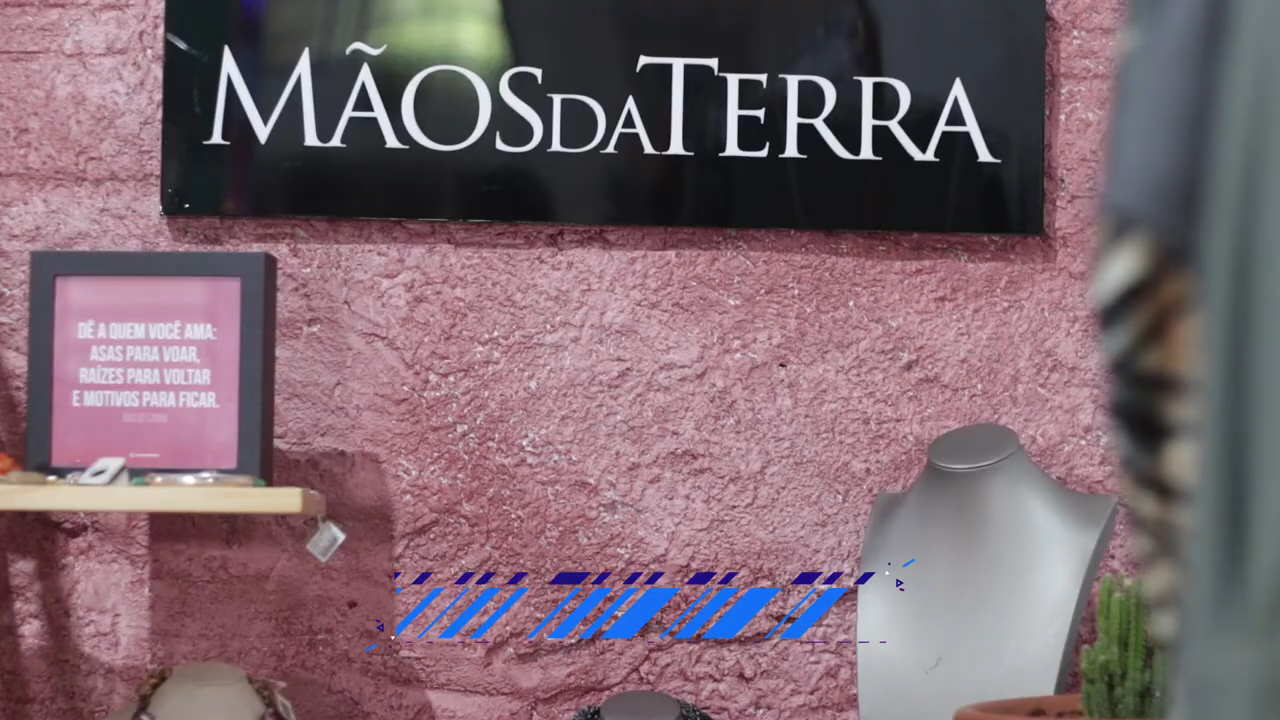 MÃOSDATERRA
DÊ A QUEM VOCÊ AMA:
ASAS PARA VOAR,
RAÍZES PARA VOLTAR
E MOTIVOS PARA FICAR.